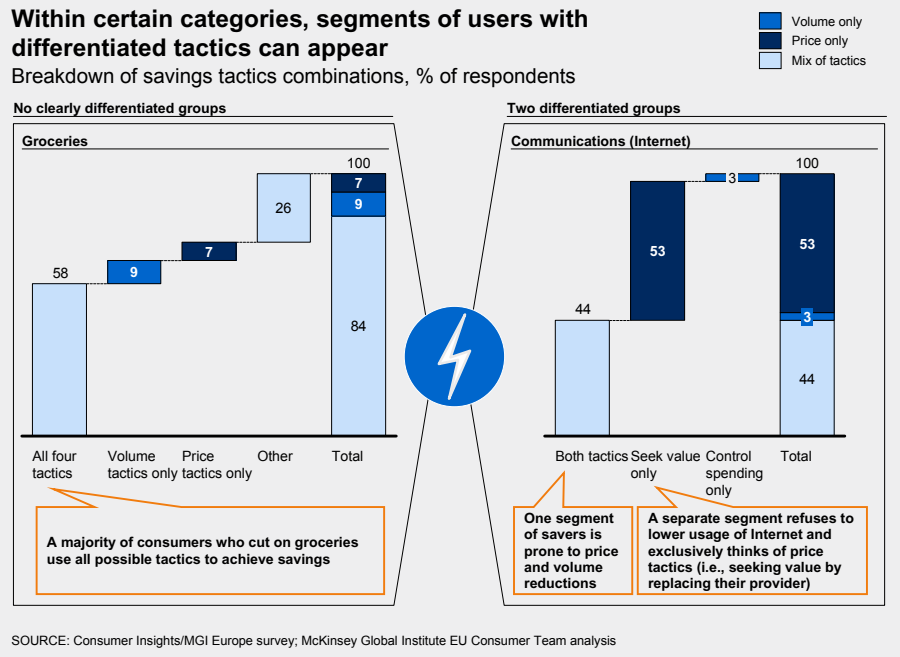 Within certain categories, segments of users with
differentiated tactics can appear
Breakdown of savings tactics combinations, % of respondents
Volume only
Price only
Mix of tactics
No clearly differentiated groups
Groceries
58
9
7
26
100
7
9
84
All four
tactics
Volume
tactics only
Price
tactics only
Other
Total
A majority of consumers who cut on groceries
use all possible tactics to achieve savings
Two differentiated groups
Communications (Internet)
44
53
3
100
53
3
44
Both tactics
Seek value
only
Control
spending
only
Total
One segment
of savers is
prone to price
and volume
reductions
A separate segment refuses to
lower usage of Internet and
exclusively thinks of price
tactics (i.e., seeking value by
replacing their provider)
SOURCE: Consumer Insights/MGI Europe survey; McKinsey Global Institute EU Consumer Team analysis